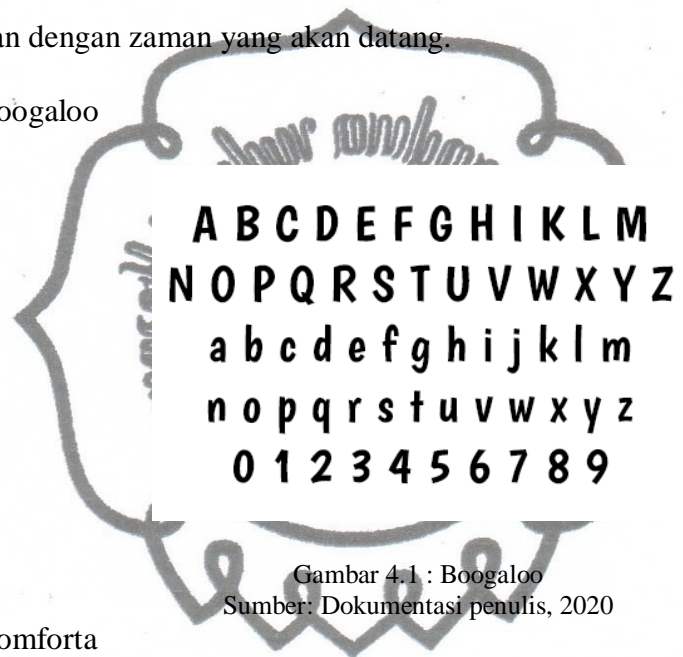 an dengan zaman yang akan datang.
oogaloo
A B C D E F G H I K L M
N O P Q R S T U V W X Y Z
a b c d e f g h i j k l m
n o p q r s t u v w x y z
0 1 2 3 4 5 6 7 8 9
Gambar 4.1 : Boogaloo
Sumber: Dokumentasi penulis, 2020
omforta